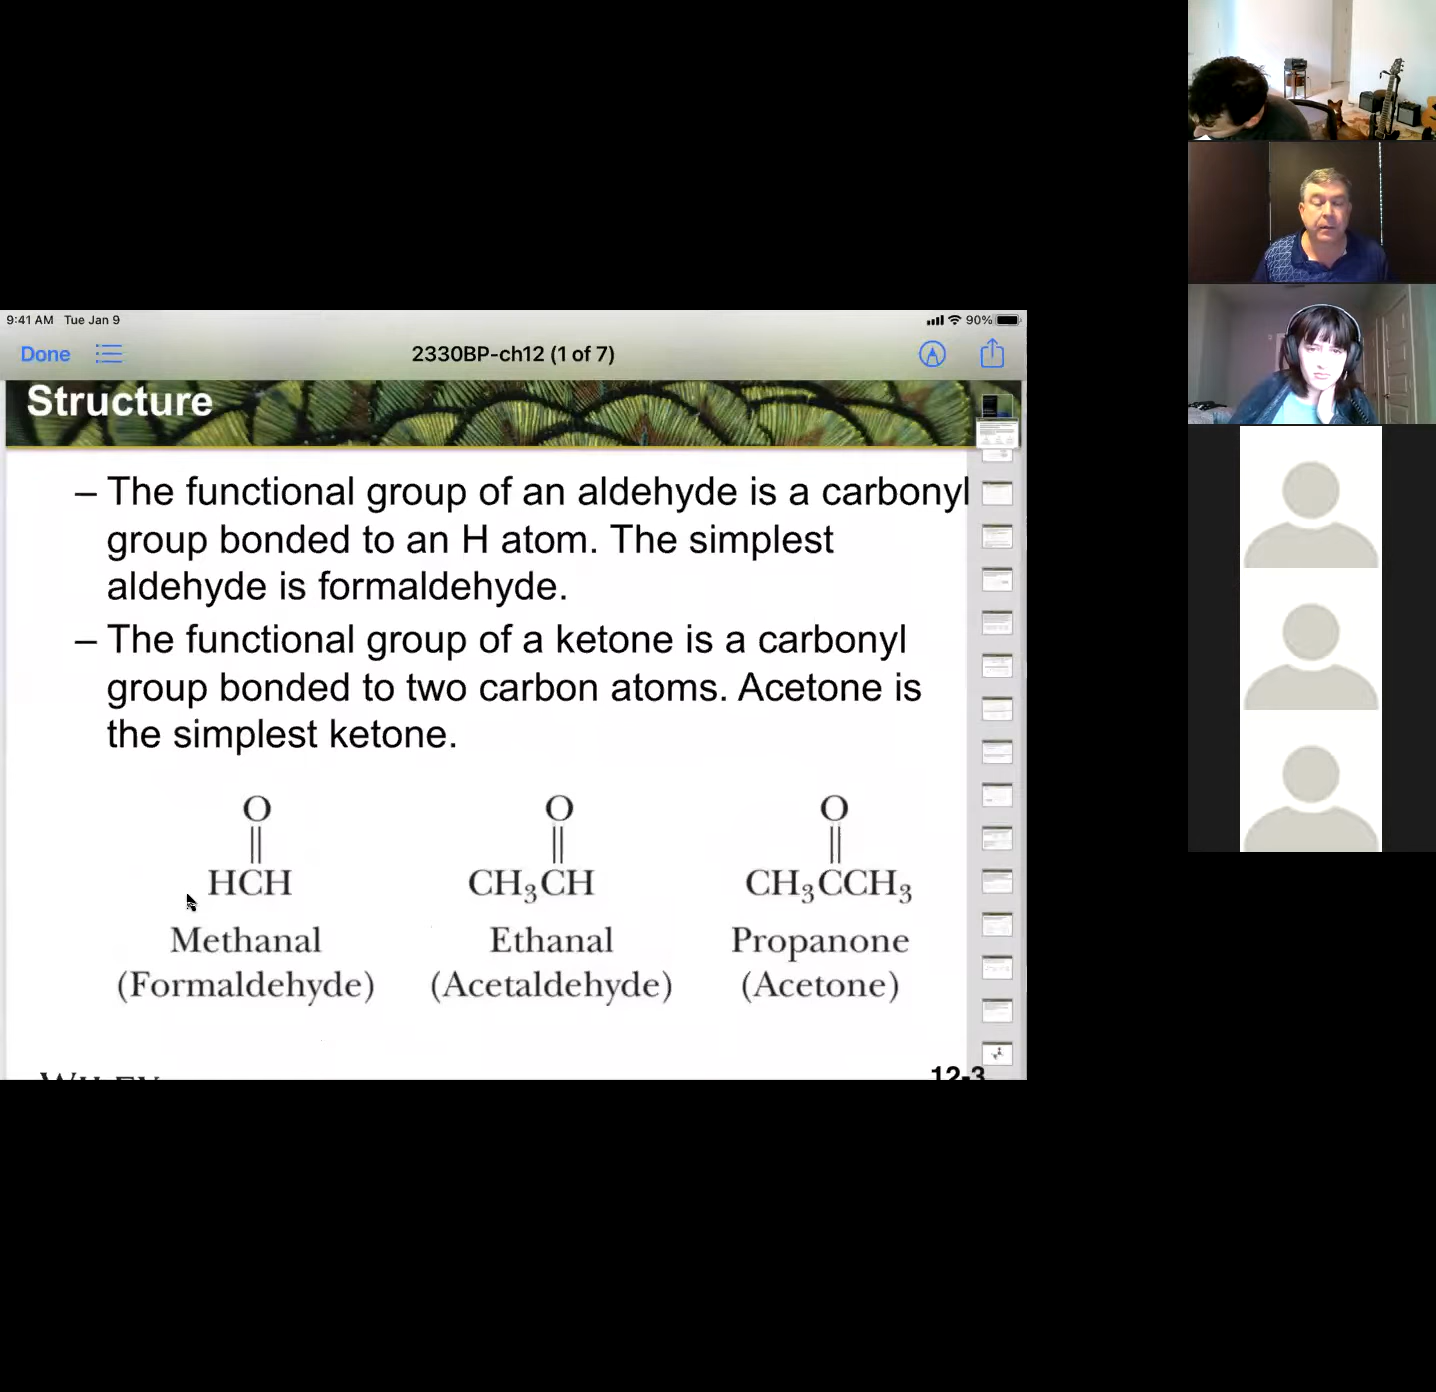 9:41 AM Tue Jan 9
90%
Done
2330BP-ch12 (1 of 7)
Structure
– The functional group of an aldehyde is a carbonyl
group bonded to an H atom. The simplest
aldehyde is formaldehyde.
– The functional group of a ketone is a carbonyl
group bonded to two carbon atoms. Acetone is
the simplest ketone.
O O O
HCH CH₃CH CH₃CCH₃
Methanal Ethanal Propanone
(Formaldehyde) (Acetaldehyde) (Acetone)
WILEY 12-3